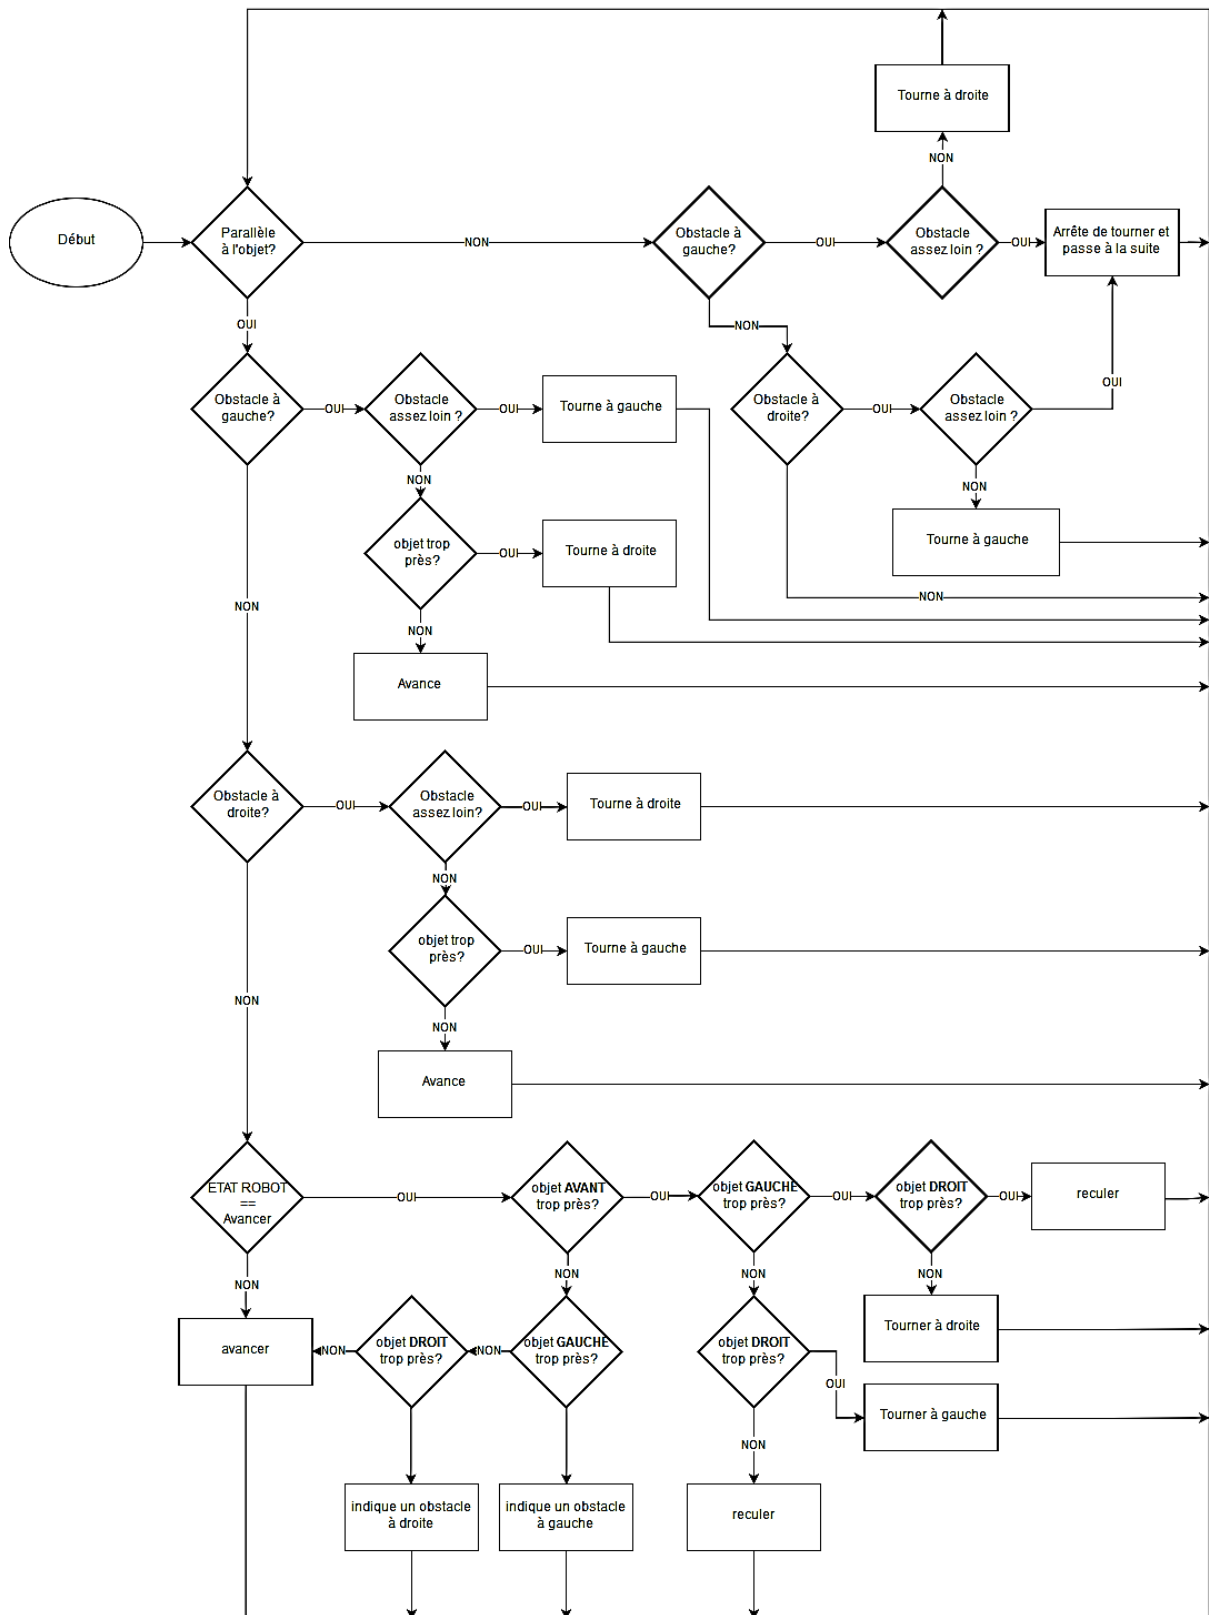 Tourne à droite
NON
Début
Parallèle
à l'objet?
NON
Obstacle à
gauche?
OUI
Obstacle
assez loin ?
OUI
Arrête de tourner et
passe à la suite
OUI
NON
Obstacle à
gauche?
OUI
Obstacle
assez loin ?
OUI
Tourne à gauche
Obstacle à
droite?
OUI
Obstacle
assez loin ?
OUI
NON
NON
objet trop
près?
OUI
Tourne à droite
Tourne à gauche
NON
NON
NON
Avance
Obstacle à
droite?
OUI
Obstacle
assez loin?
OUI
Tourne à droite
NON
objet trop
près?
OUI
Tourne à gauche
NON
NON
Avance
ETAT ROBOT
==
Avancer
OUI
objet AVANT
trop près?
OUI
objet GAUCHE
trop près?
OUI
objet DROIT
trop près?
OUI
reculer
NON
NON
NON
NON
avancer
NON
objet DROIT
trop près?
NON
objet GAUCHE
trop près?
objet DROIT
trop près?
Tourner à droite
OUI
Tourner à gauche
NON
indique un obstacle
à droite
indique un obstacle
à gauche
reculer